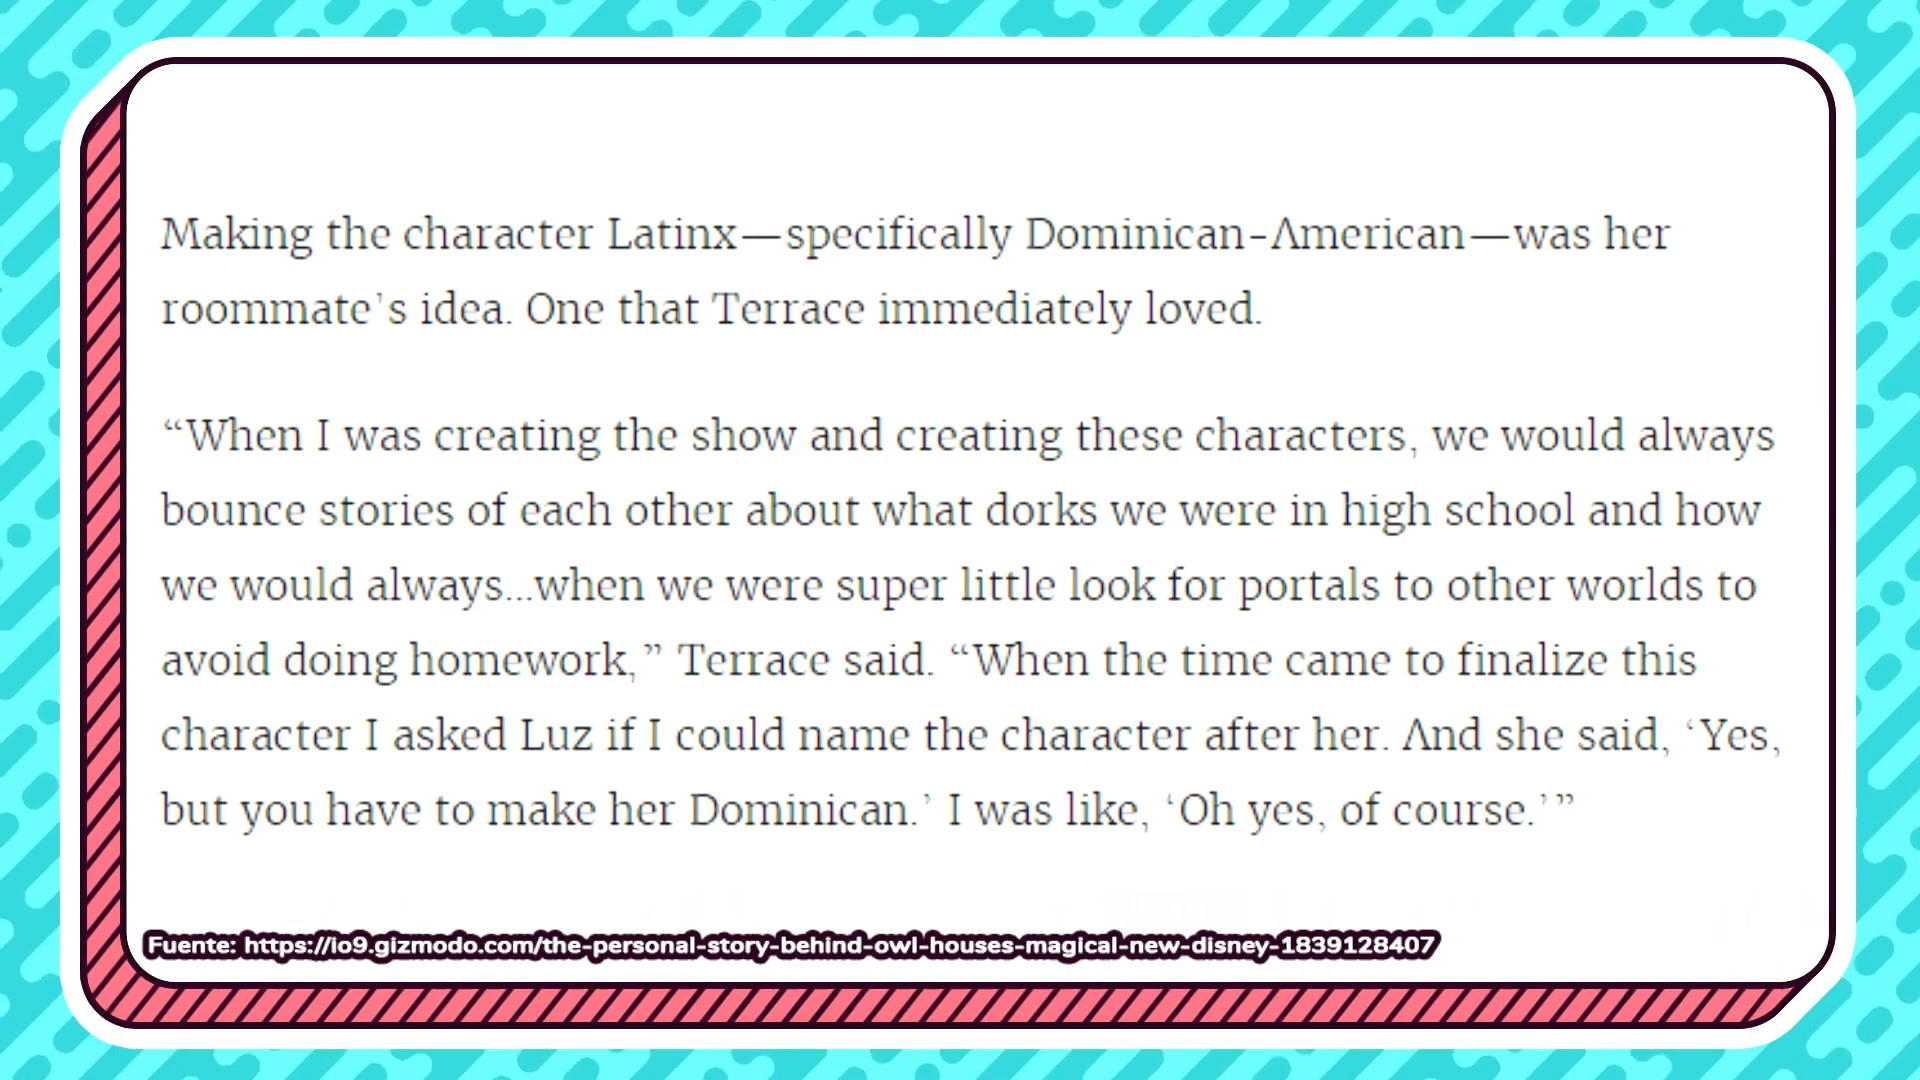 Making the character Latinx—specifically Dominican-American—was her
roommate’s idea. One that Terrace immediately loved.
“When I was creating the show and creating these characters, we would always
bounce stories of each other about what dorks we were in high school and how
we would always...when we were super little look for portals to other worlds to
avoid doing homework,” Terrace said. “When the time came to finalize this
character I asked Luz if I could name the character after her. And she said, ‘Yes,
but you have to make her Dominican.’ I was like, ‘Oh yes, of course.’”
Fuente: https://io9.gizmodo.com/the-personal-story-behind-owl-houses-magical-new-disney-1839128407